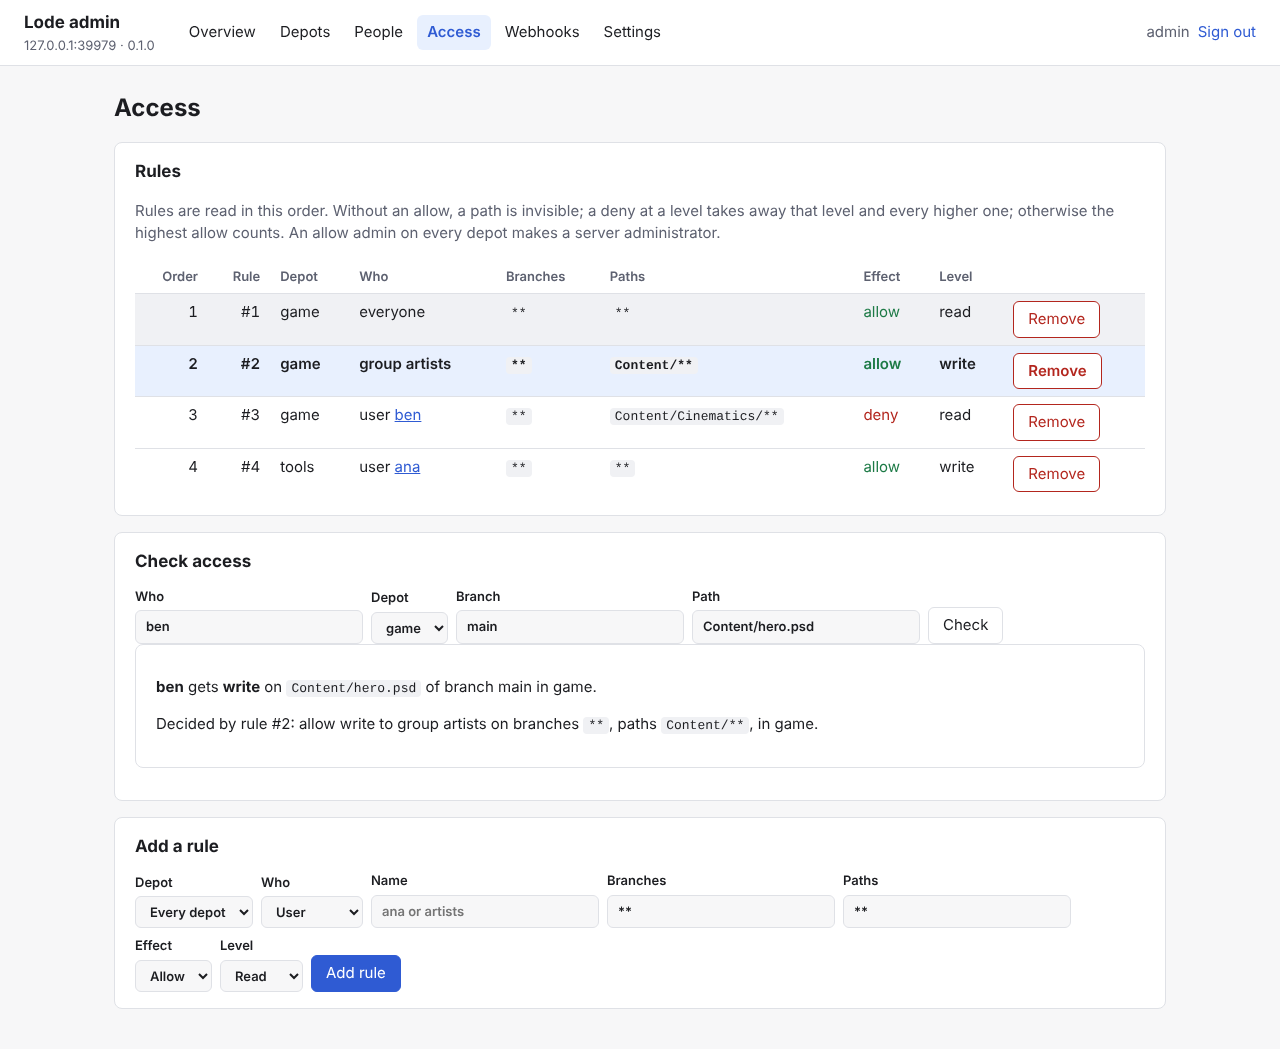 Lode admin
127.0.0.1:39979 · 0.1.0
Overview Depots People Access Webhooks Settings
admin Sign out
Access
Rules
Rules are read in this order. Without an allow, a path is invisible; a deny at a level takes away that level and every higher one; otherwise the
highest allow counts. An allow admin on every depot makes a server administrator.
Order Rule Depot Who Branches Paths Effect Level
1 #1 game everyone ** ** allow read Remove
2 #2 game group artists ** Content/** allow write Remove
3 #3 game user ben ** Content/Cinematics/** deny read Remove
4 #4 tools user ana ** ** allow write Remove
Check access
Who Depot Branch Path
ben game main Content/hero.psd Check
ben gets write on Content/hero.psd of branch main in game.
Decided by rule #2: allow write to group artists on branches **, paths Content/**, in game.
Add a rule
Depot Who Name Branches Paths
Every depot User ana or artists ** **
Effect Level
Allow Read Add rule